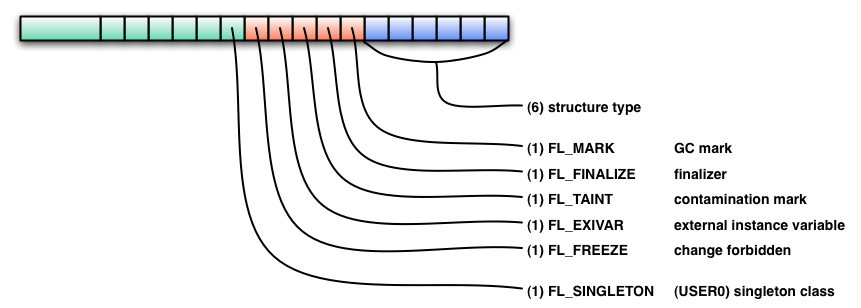 (6) structure type
(1) FL_MARK GC mark
(1) FL_FINALIZE finalizer
(1) FL_TAINT contamination mark
(1) FL_EXIVAR external instance variable
(1) FL_FREEZE change forbidden
(1) FL_SINGLETON (USER0) singleton class